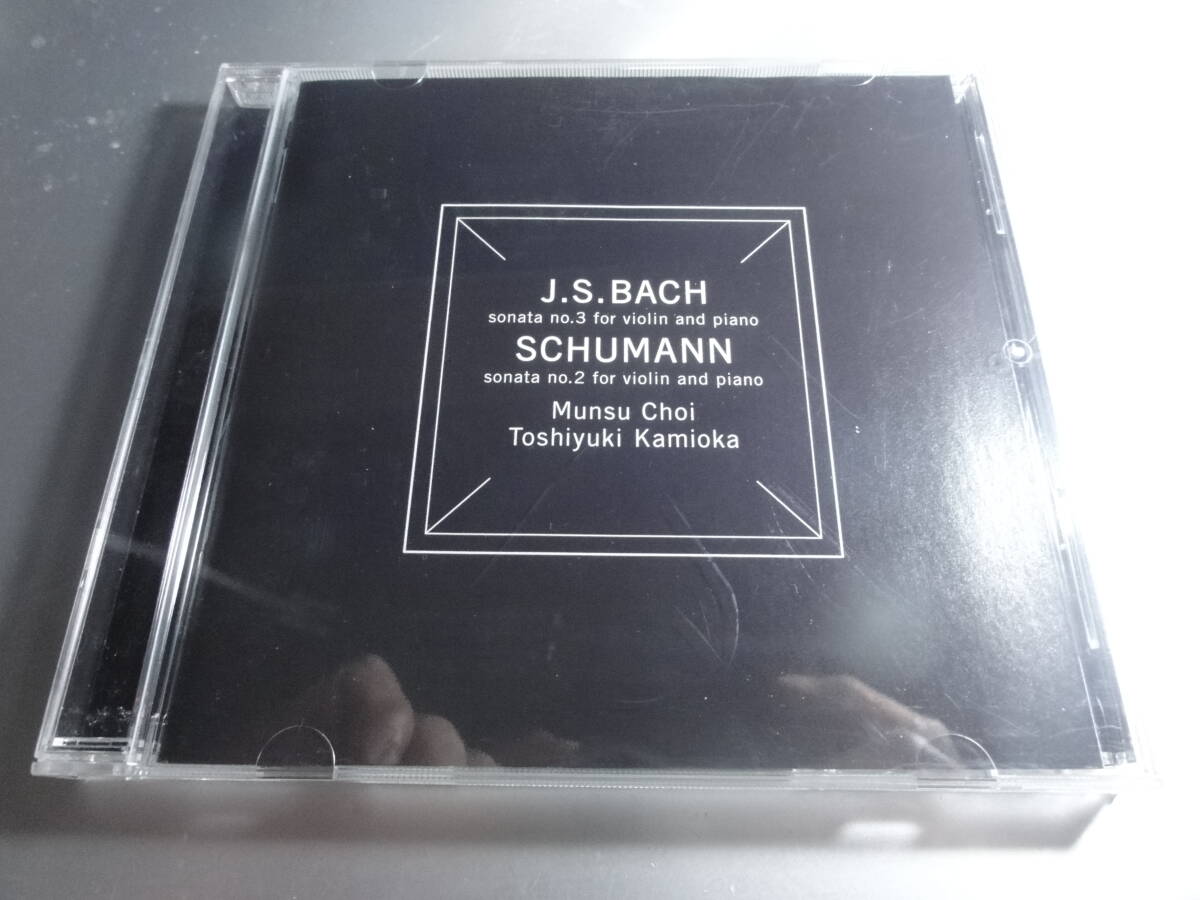 J.S.BACH
sonata no.3 for violin and piano
SCHUMANN
sonata no.2 for violin and piano
Munsu Choi
Toshiyuki Kamioka